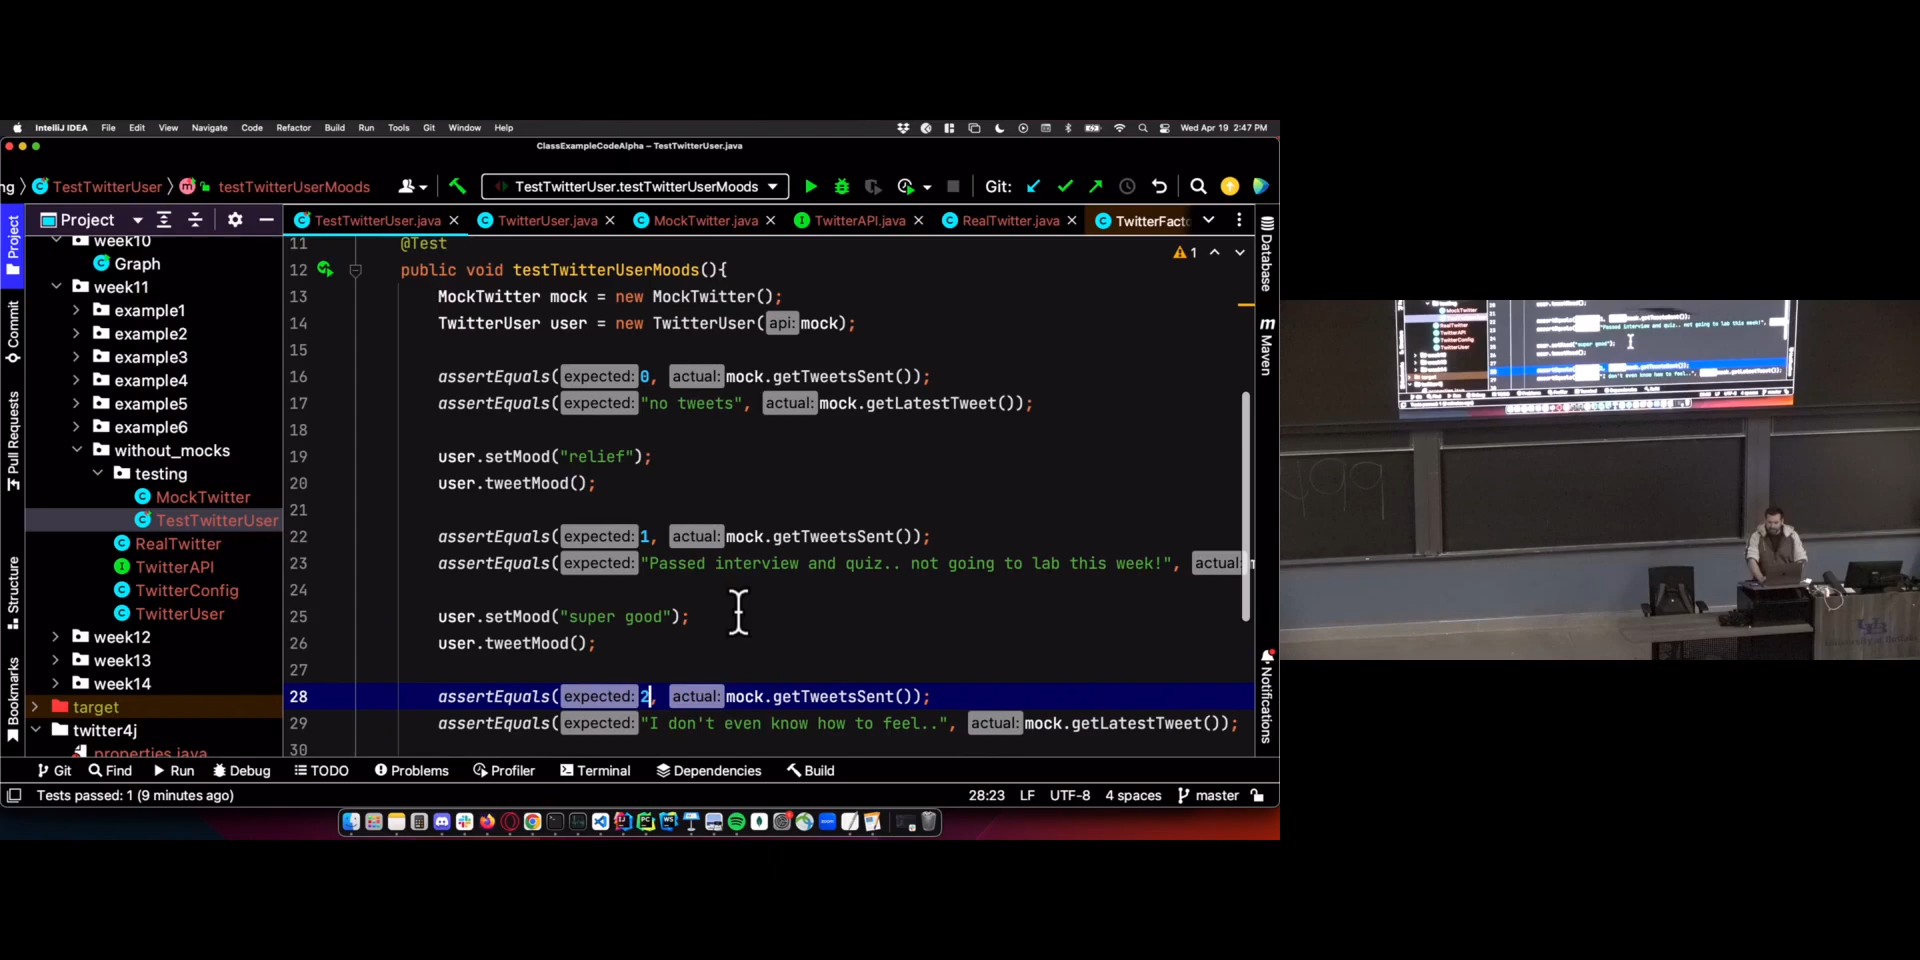 IntelliJ IDEA File Edit View Navigate Code Refactor Build Run Tools Git Window Help Wed Apr 19 2:47 PM
ClassExampleCodeAlpha – TestTwitterUser.java
ng TestTwitterUser testTwitterUserMoods TestTwitterUser.testTwitterUserMoods Git:
Project TestTwitterUser.java TwitterUser.java MockTwitter.java TwitterAPI.java RealTwitter.java TwitterFacto
Project
Commit
Pull Requests
Structure
Bookmarks
week10
Graph
week11
example1
example2
example3
example4
example5
example6
without_mocks
testing
MockTwitter
TestTwitterUser
RealTwitter
TwitterAPI
TwitterConfig
TwitterUser
week12
week13
week14
target
twitter4j
properties.java
11 @Test
12 public void testTwitterUserMoods(){
13 MockTwitter mock = new MockTwitter();
14 TwitterUser user = new TwitterUser( api: mock);
15
16 assertEquals( expected: 0, actual: mock.getTweetsSent());
17 assertEquals( expected: "no tweets", actual: mock.getLatestTweet());
18
19 user.setMood("relief");
20 user.tweetMood();
21
22 assertEquals( expected: 1, actual: mock.getTweetsSent());
23 assertEquals( expected: "Passed interview and quiz.. not going to lab this week!", actual:
24
25 user.setMood("super good");
26 user.tweetMood();
27
28 assertEquals( expected: 2, actual: mock.getTweetsSent());
29 assertEquals( expected: "I don't even know how to feel..", actual: mock.getLatestTweet());
30
1
Database
m Maven
Notifications
Git Find Run Debug TODO Problems Profiler Terminal Dependencies Build
Tests passed: 1 (9 minutes ago) 28:23 LF UTF-8 4 spaces master
499